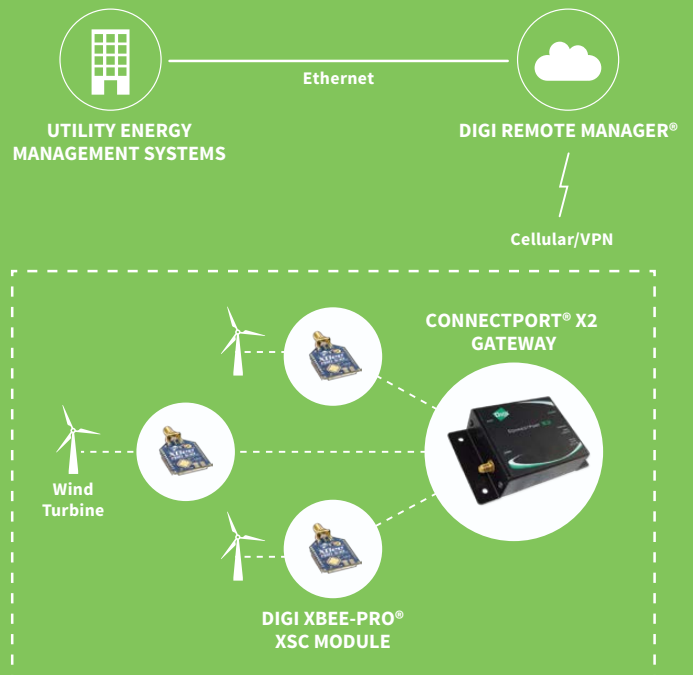 Ethernet
UTILITY ENERGY
MANAGEMENT SYSTEMS
DIGI REMOTE MANAGER®
Cellular/VPN
CONNECTPORT® X2
GATEWAY
Wind
Turbine
DIGI XBEE-PRO®
XSC MODULE